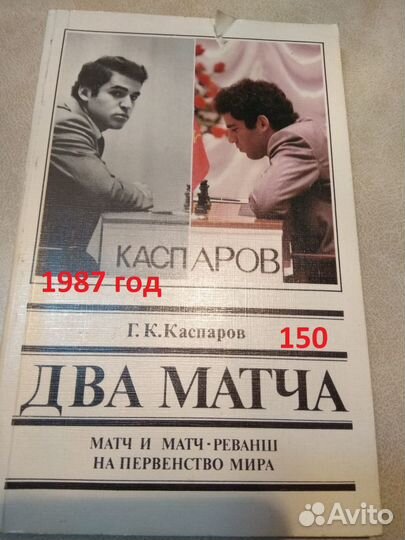 КАСПАРОВ
1987 год
Г. К. Каспаров
150
ДВА МАТЧА
МАТЧ И МАТЧ-РЕВАНШ
НА ПЕРВЕНСТВО МИРА
Avito